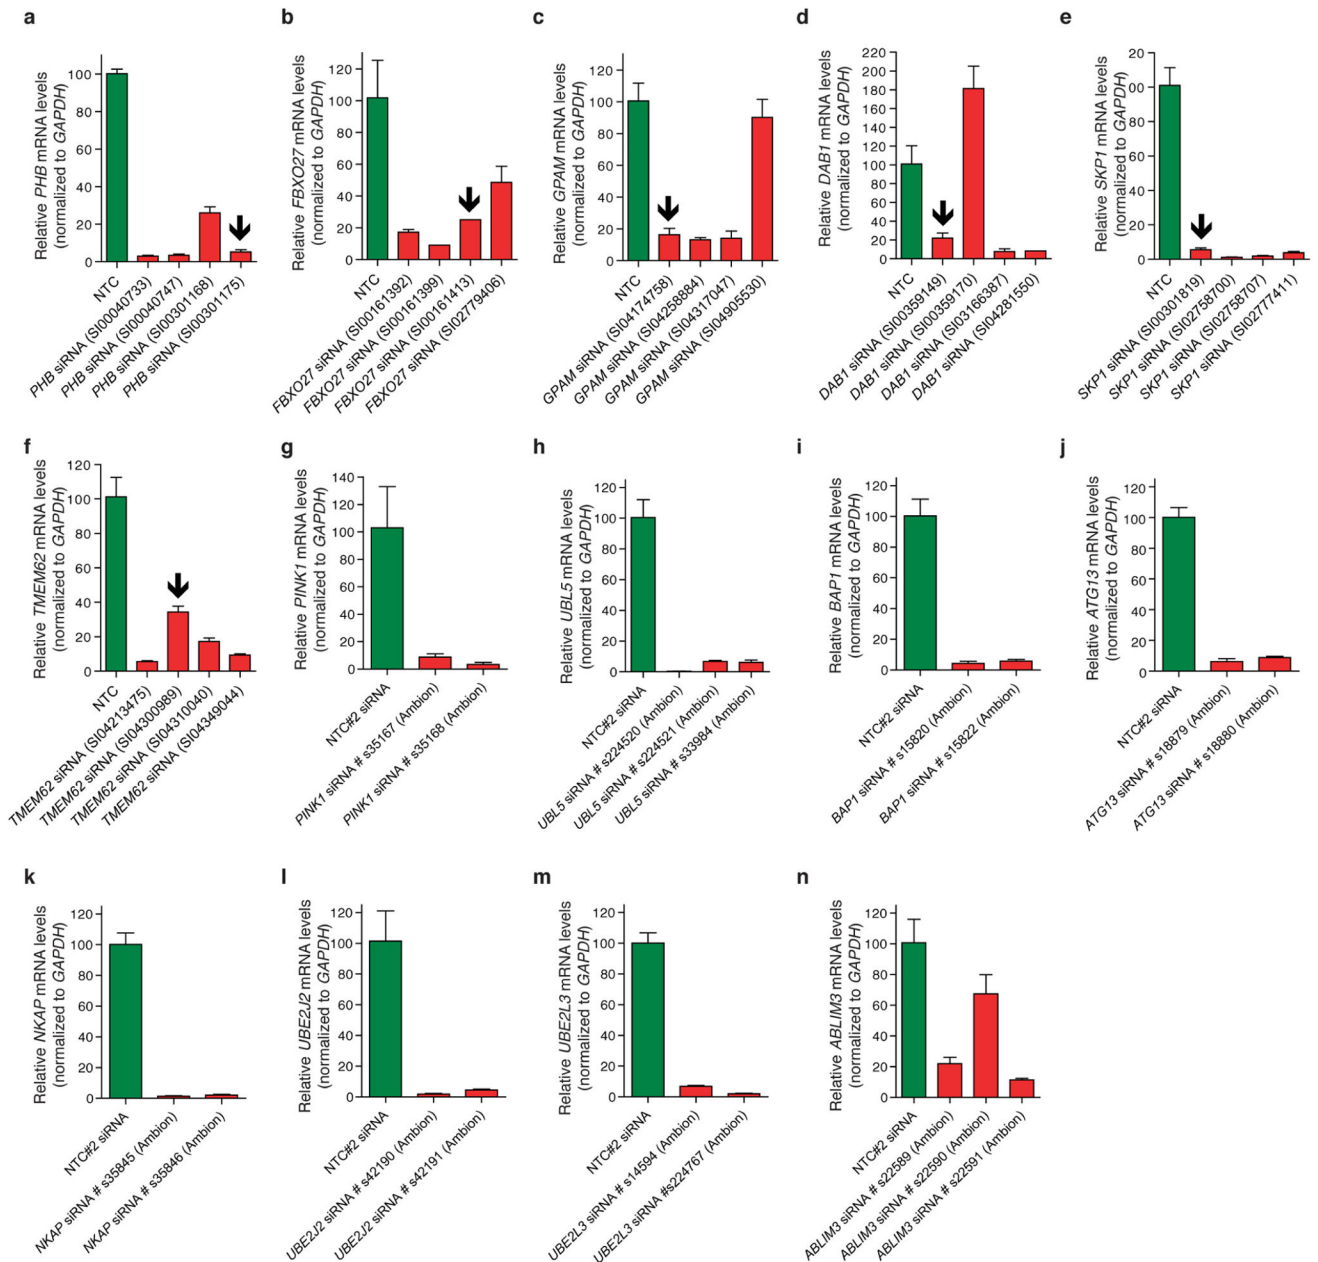 a
Relative PHB mRNA levels
(normalized to GAPDH)
100
80
60
40
20
0
NTC
PHB siRNA (SI00040733)
PHB siRNA (SI00040747)
PHB siRNA (SI00301168)
PHB siRNA (SI00301175)
b
Relative FBXO27 mRNA levels
(normalized to GAPDH)
120
100
80
60
40
20
0
NTC
FBXO27 siRNA (SI00161392)
FBXO27 siRNA (SI00161399)
FBXO27 siRNA (SI00161413)
FBXO27 siRNA (SI02779406)
c
Relative GPAM mRNA levels
(normalized to GAPDH)
120
100
80
60
40
20
0
NTC
GPAM siRNA (SI04174758)
GPAM siRNA (SI04258884)
GPAM siRNA (SI04317047)
GPAM siRNA (SI04905530)
d
Relative DAB1 mRNA levels
(normalized to GAPDH)
220
200
180
160
140
120
100
80
60
40
20
0
NTC
DAB1 siRNA (SI00359149)
DAB1 siRNA (SI00359170)
DAB1 siRNA (SI03166387)
DAB1 siRNA (SI04281550)
e
Relative SKP1 mRNA levels
(normalized to GAPDH)
20
00
80
60
40
20
0
NTC
SKP1 siRNA (SI00301819)
SKP1 siRNA (SI02758700)
SKP1 siRNA (SI02758707)
SKP1 siRNA (SI02777411)
f
Relative TMEM62 mRNA levels
(normalized to GAPDH)
120
100
80
60
40
20
0
NTC
TMEM62 siRNA (SI04213475)
TMEM62 siRNA (SI04300989)
TMEM62 siRNA (SI04310040)
TMEM62 siRNA (SI04349044)
g
Relative PINK1 mRNA levels
(normalized to GAPDH)
140
120
100
80
60
40
20
0
NTC#2 siRNA
PINK1 siRNA # s35167 (Ambion)
PINK1 siRNA # s35168 (Ambion)
h
Relative UBL5 mRNA levels
(normalized to GAPDH)
120
100
80
60
40
20
0
NTC#2 siRNA
UBL5 siRNA # s224520 (Ambion)
UBL5 siRNA # s224521 (Ambion)
UBL5 siRNA # s33984 (Ambion)
i
Relative BAP1 mRNA levels
(normalized to GAPDH)
120
100
80
60
40
20
0
NTC#2 siRNA
BAP1 siRNA # s15820 (Ambion)
BAP1 siRNA # s15822 (Ambion)
j
Relative ATG13 mRNA levels
(normalized to GAPDH)
120
100
80
60
40
20
0
NTC#2 siRNA
ATG13 siRNA # s18879 (Ambion)
ATG13 siRNA # s18880 (Ambion)
k
Relative NKAP mRNA levels
(normalized to GAPDH)
120
100
80
60
40
20
0
NTC#2 siRNA
NKAP siRNA # s35845 (Ambion)
NKAP siRNA # s35846 (Ambion)
l
Relative UBE2J2 mRNA levels
(normalized to GAPDH)
120
100
80
60
40
20
0
NTC#2 siRNA
UBE2J2 siRNA # s42190 (Ambion)
UBE2J2 siRNA # s42191 (Ambion)
m
Relative UBE2L3 mRNA levels
(normalized to GAPDH)
120
100
80
60
40
20
0
NTC#2 siRNA
UBE2L3 siRNA # s14594 (Ambion)
UBE2L3 siRNA #s224767 (Ambion)
n
Relative ABLIM3 mRNA levels
(normalized to GAPDH)
120
100
80
60
40
20
0
NTC#2 siRNA
ABLIM3 siRNA # s22589 (Ambion)
ABLIM3 siRNA # s22590 (Ambion)
ABLIM3 siRNA # s22591 (Ambion)